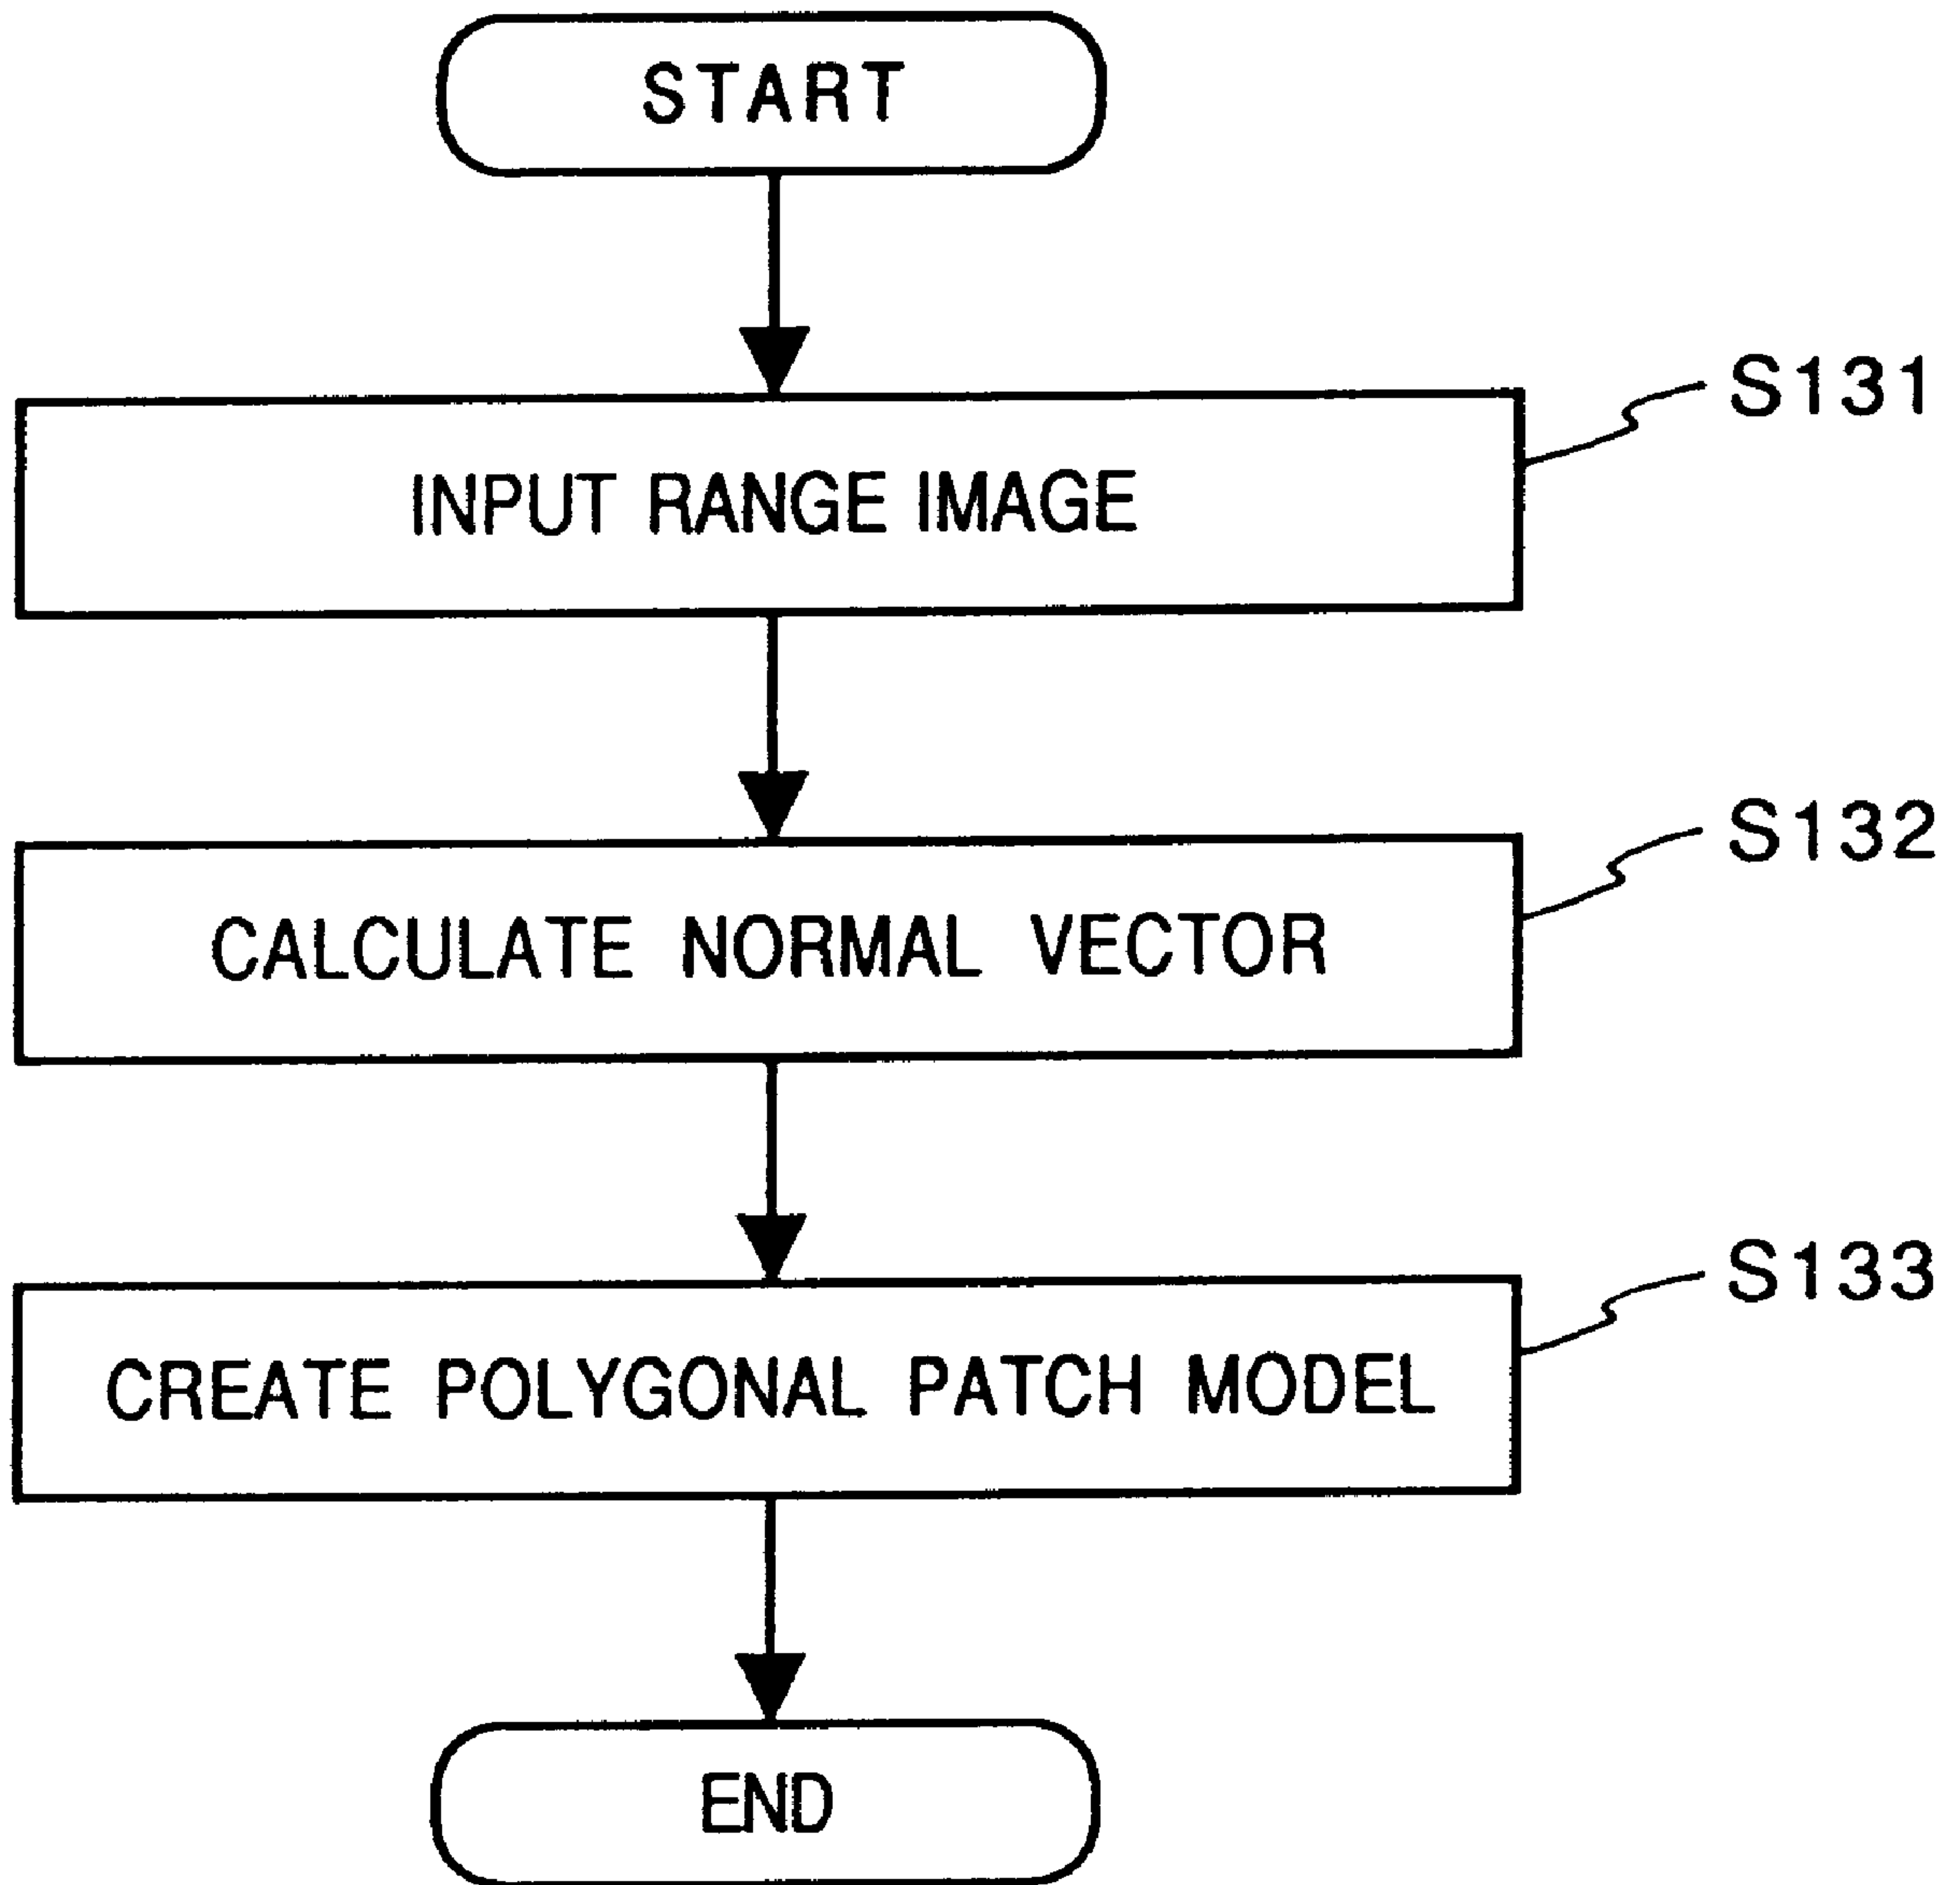 START
S131
INPUT RANGE IMAGE
S132
CALCULATE NORMAL VECTOR
S133
CREATE POLYGONAL PATCH MODEL
END